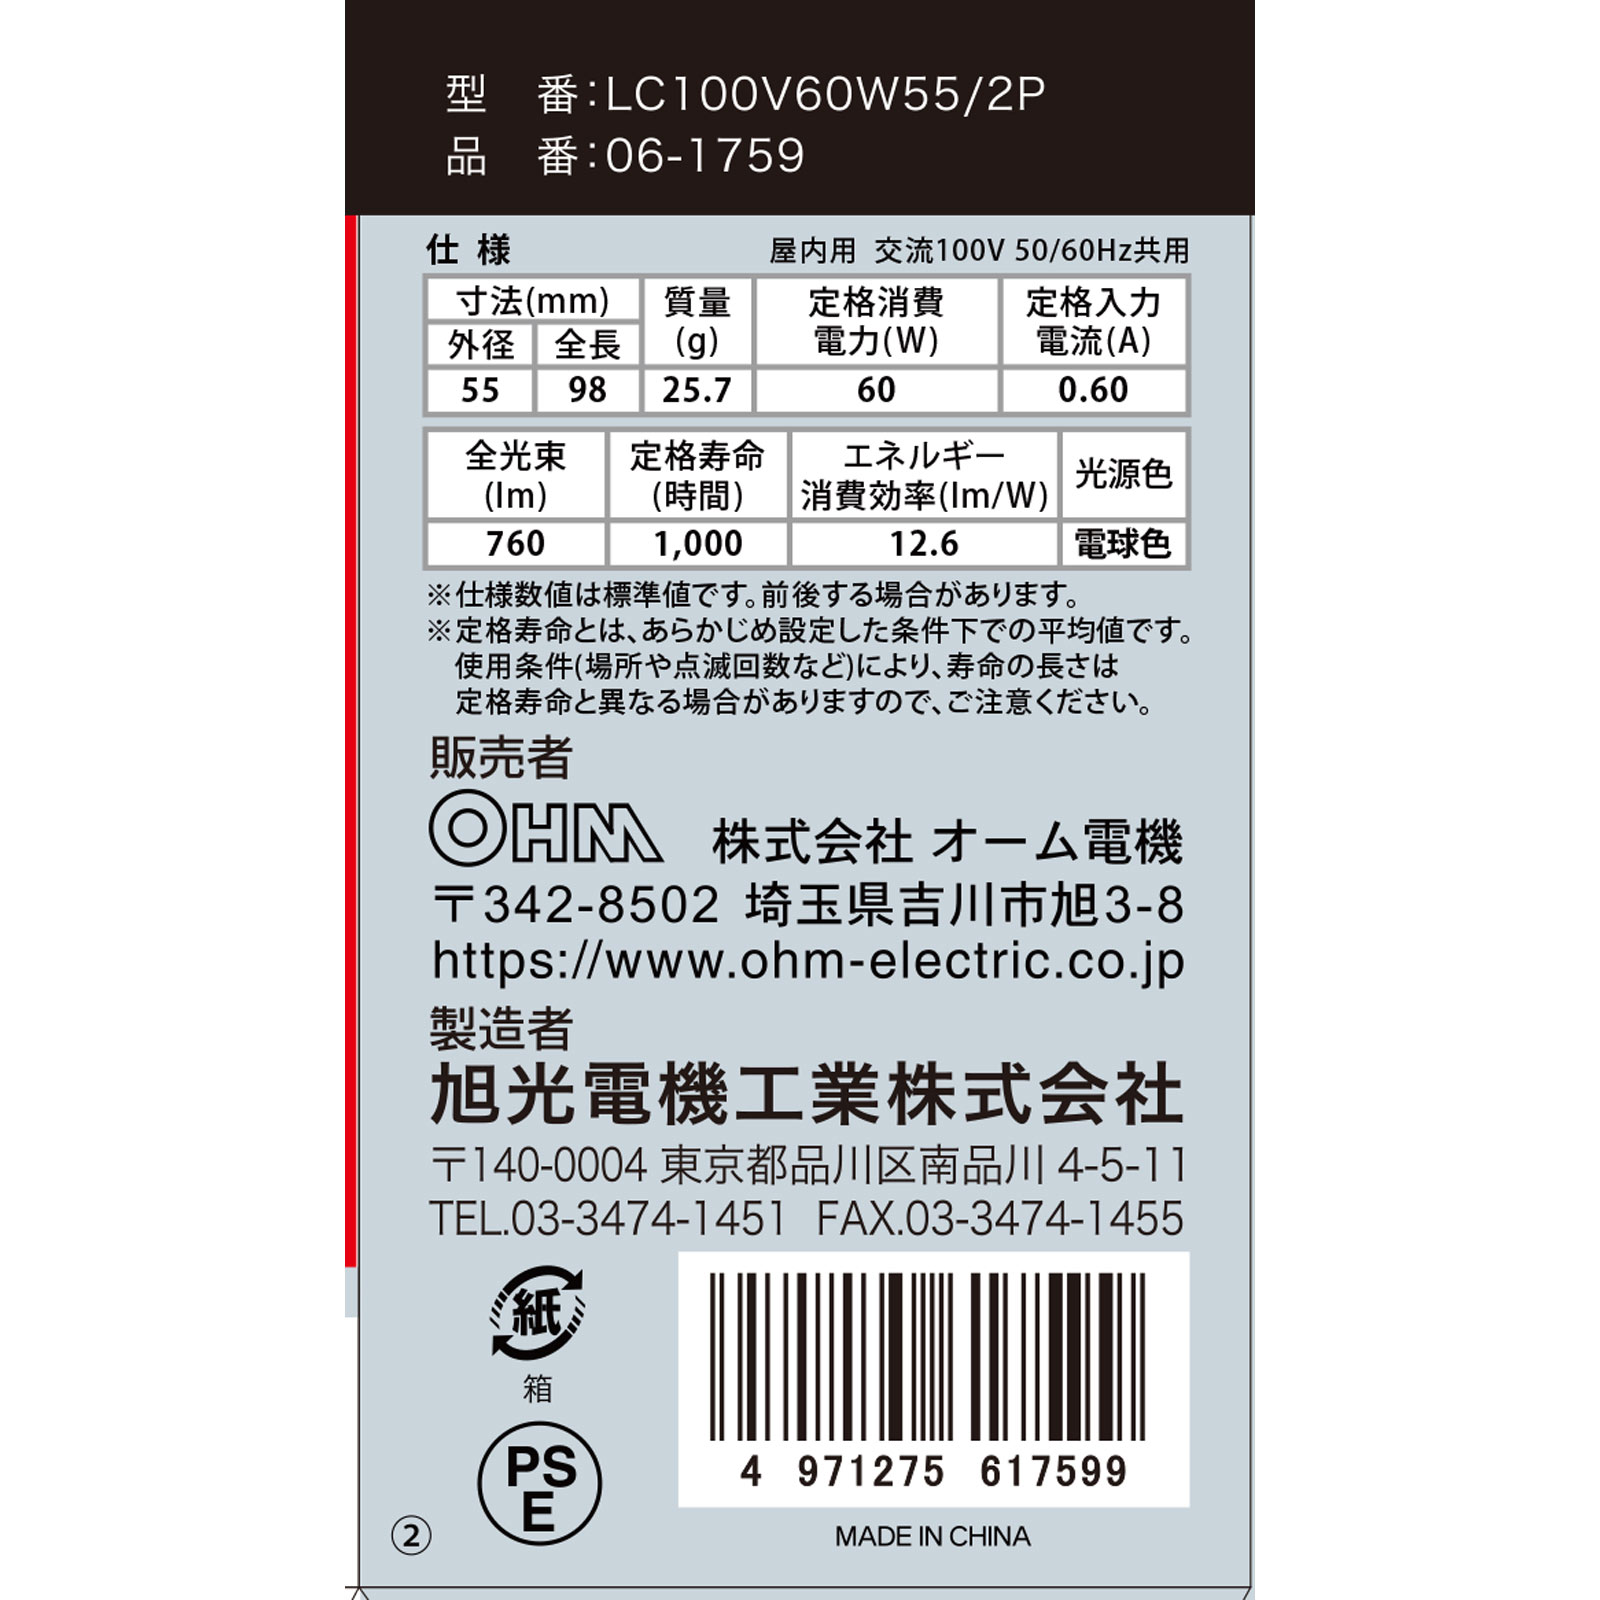 型　番：LC100V60W55/2P
品　番：06-1759
仕 様　屋内用 交流100V 50/60Hz共用
寸法(mm) 質量(g) 定格消費電力(W) 定格入力電流(A)
外径 全長
55 98 25.7 60 0.60
全光束(lm) 定格寿命(時間) エネルギー消費効率(lm/W) 光源色
760 1,000 12.6 電球色
※仕様数値は標準値です。前後する場合があります。
※定格寿命とは、あらかじめ設定した条件下での平均値です。
使用条件(場所や点滅回数など)により、寿命の長さは
定格寿命と異なる場合がありますので、ご注意ください。
販売者
OHM 株式会社 オーム電機
〒342-8502 埼玉県吉川市旭3-8
https://www.ohm-electric.co.jp
製造者
旭光電機工業株式会社
〒140-0004 東京都品川区南品川 4-5-11
TEL.03-3474-1451 FAX.03-3474-1455
紙
箱
PS
E
4 971275 617599
② MADE IN CHINA